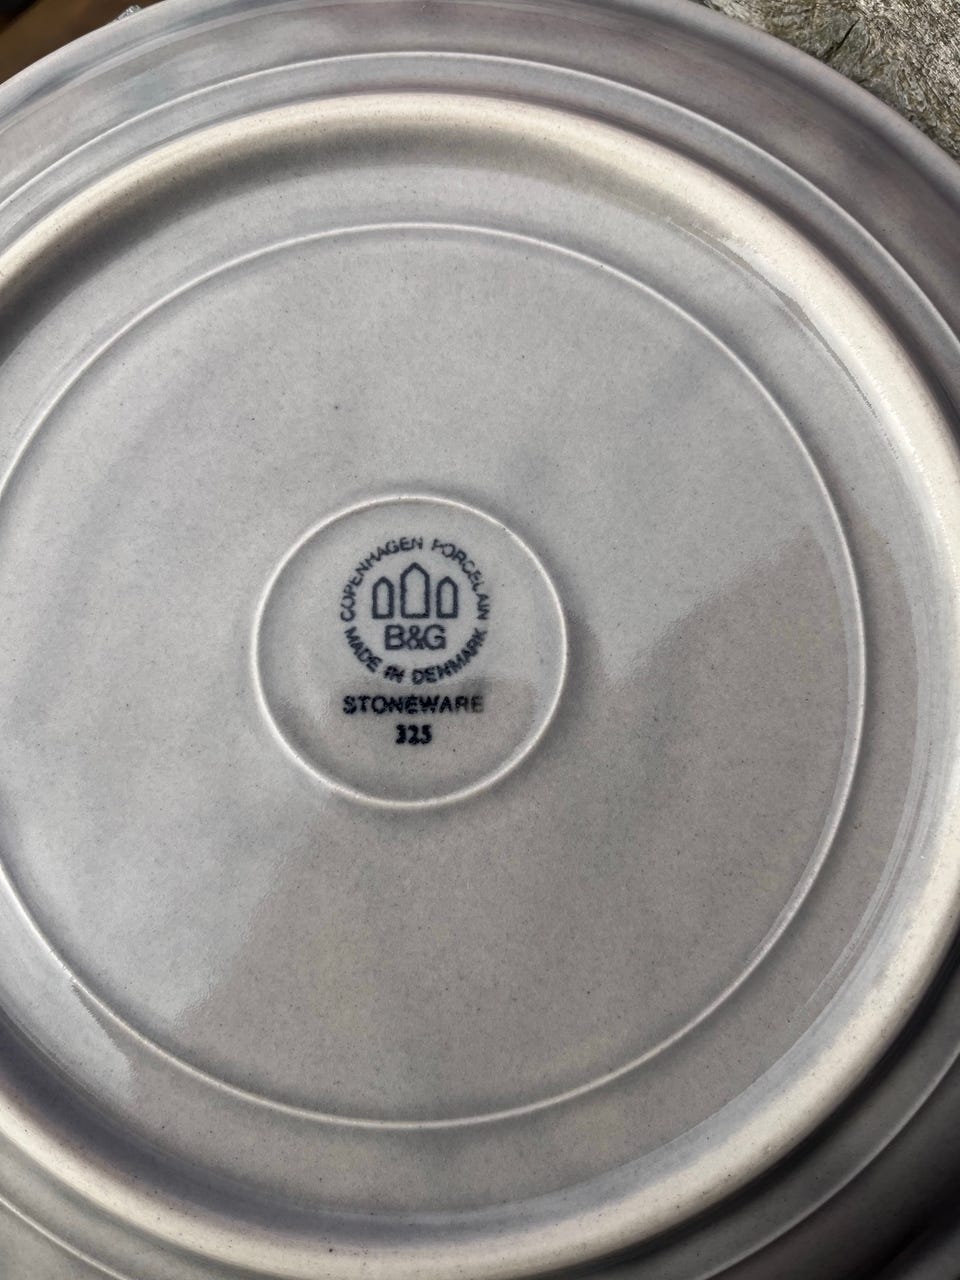 COPENHAGEN PORCELAIN
B&G
MADE IN DENMARK
STONEWARE
325